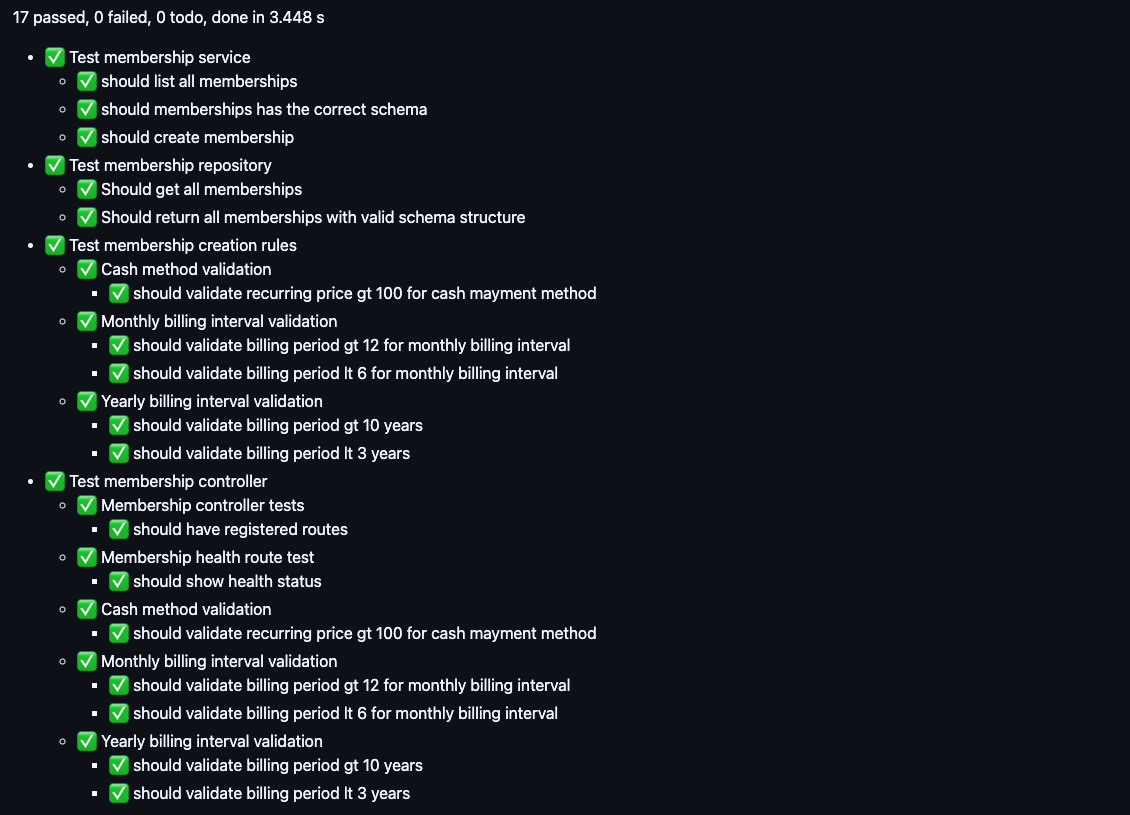 17 passed, 0 failed, 0 todo, done in 3.448 s
Test membership service
should list all memberships
should memberships has the correct schema
should create membership
Test membership repository
Should get all memberships
Should return all memberships with valid schema structure
Test membership creation rules
Cash method validation
should validate recurring price gt 100 for cash mayment method
Monthly billing interval validation
should validate billing period gt 12 for monthly billing interval
should validate billing period lt 6 for monthly billing interval
Yearly billing interval validation
should validate billing period gt 10 years
should validate billing period lt 3 years
Test membership controller
Membership controller tests
should have registered routes
Membership health route test
should show health status
Cash method validation
should validate recurring price gt 100 for cash mayment method
Monthly billing interval validation
should validate billing period gt 12 for monthly billing interval
should validate billing period lt 6 for monthly billing interval
Yearly billing interval validation
should validate billing period gt 10 years
should validate billing period lt 3 years